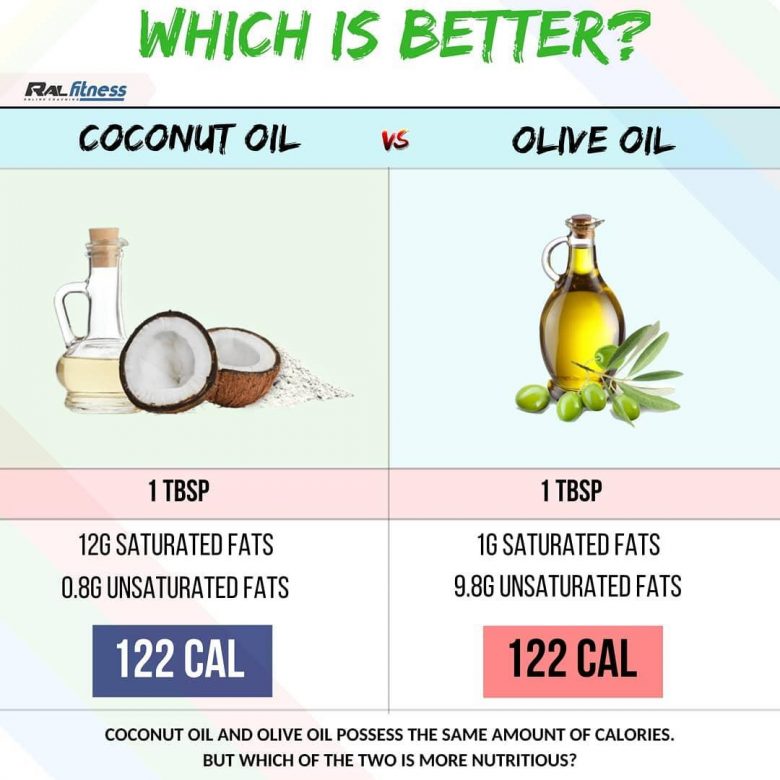 WHICH IS BETTER?
RAL fitness
ONLINE COACHING
COCONUT OIL VS OLIVE OIL
1 TBSP 1 TBSP
12G SATURATED FATS 1G SATURATED FATS
0.8G UNSATURATED FATS 9.8G UNSATURATED FATS
122 CAL 122 CAL
COCONUT OIL AND OLIVE OIL POSSESS THE SAME AMOUNT OF CALORIES.
BUT WHICH OF THE TWO IS MORE NUTRITIOUS?